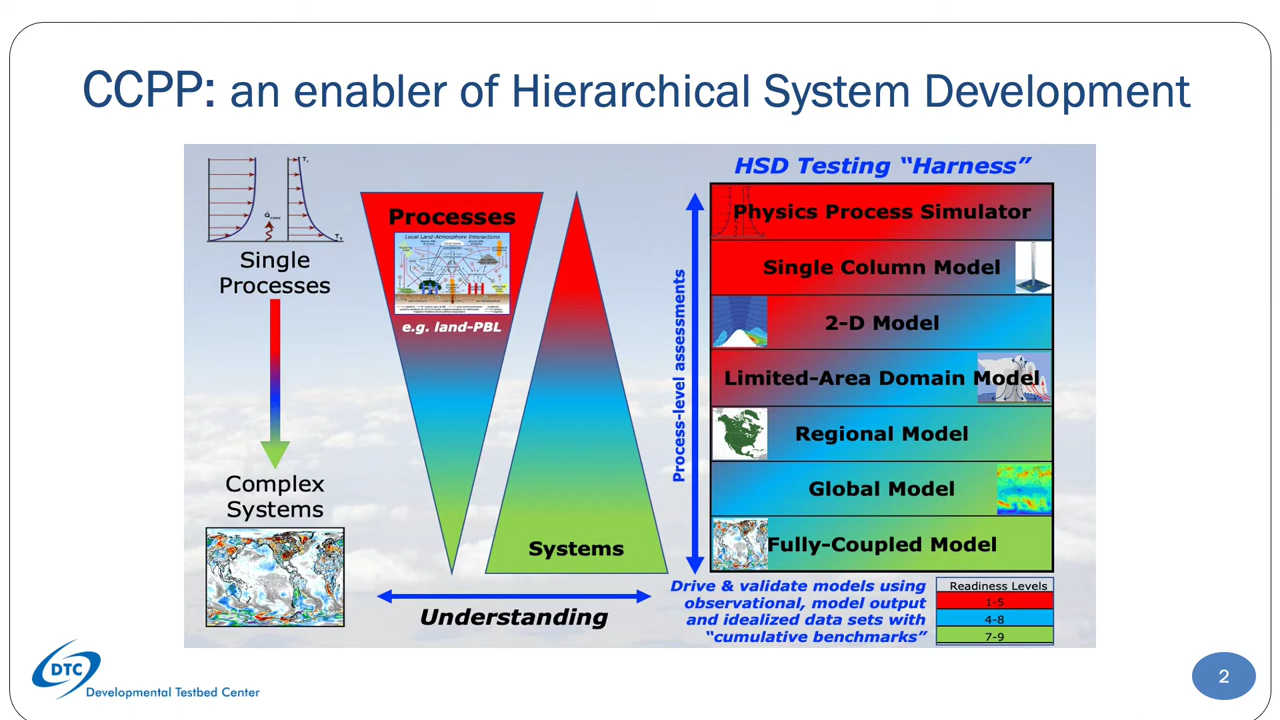 CCPP: an enabler of Hierarchical System Development
Single
Processes
Complex
Systems
Processes
Local Land-Atmosphere Interactions
e.g. land-PBL
Systems
Understanding
Process-level assessments
HSD Testing “Harness”
Physics Process Simulator
Single Column Model
2-D Model
Limited-Area Domain Model
Regional Model
Global Model
Fully-Coupled Model
Drive & validate models using
observational, model output
and idealized data sets with
“cumulative benchmarks”
Readiness Levels
1-5
4-8
7-9
DTC
Developmental Testbed Center
2